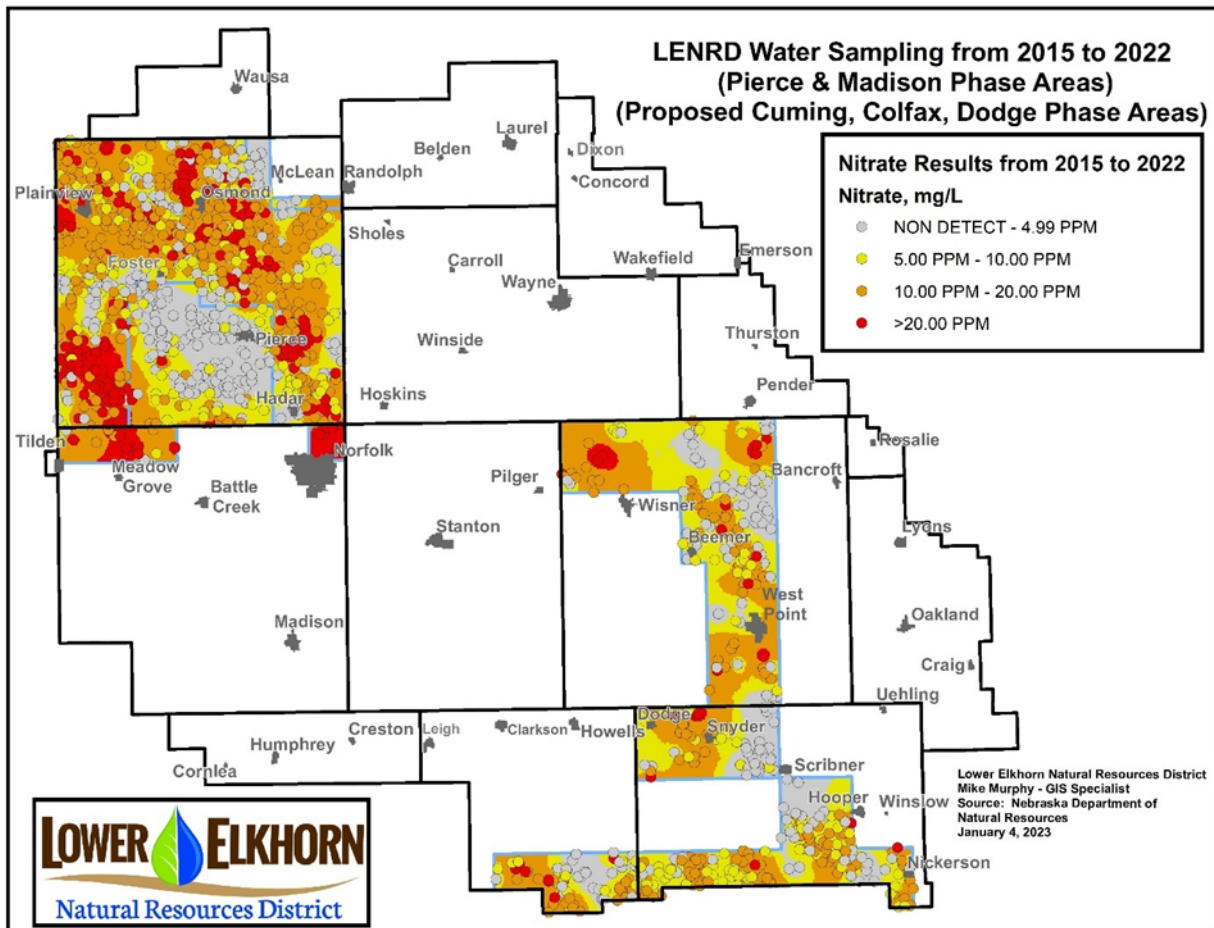 LENRD Water Sampling from 2015 to 2022
(Pierce & Madison Phase Areas)
(Proposed Cuming, Colfax, Dodge Phase Areas)
Nitrate Results from 2015 to 2022
Nitrate, mg/L
NON DETECT - 4.99 PPM
5.00 PPM - 10.00 PPM
10.00 PPM - 20.00 PPM
>20.00 PPM
Wausa
Laurel
Belden
Dixon
McLean
Randolph
Concord
Plainview
Osmond
Sholes
Foster
Carroll
Wakefield
Emerson
Wayne
Pierce
Winside
Thurston
Hadar
Hoskins
Pender
Tilden
Norfolk
Rosalie
Meadow
Grove
Battle
Creek
Pilger
Bancroft
Wisner
Stanton
Beemer
Lyons
West
Point
Madison
Oakland
Craig
Uehling
Creston
Leigh
Clarkson
Howells
Dodge
Snyder
Humphrey
Cornlea
Scribner
Hooper
Winslow
Nickerson
Lower Elkhorn Natural Resources District
Mike Murphy - GIS Specialist
Source: Nebraska Department of
Natural Resources
January 4, 2023
LOWER ELKHORN
Natural Resources District